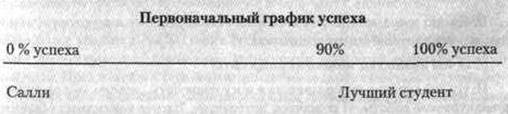 Первоначальный график успеха
0 % успеха 90% 100% успеха
Салли Лучший студент